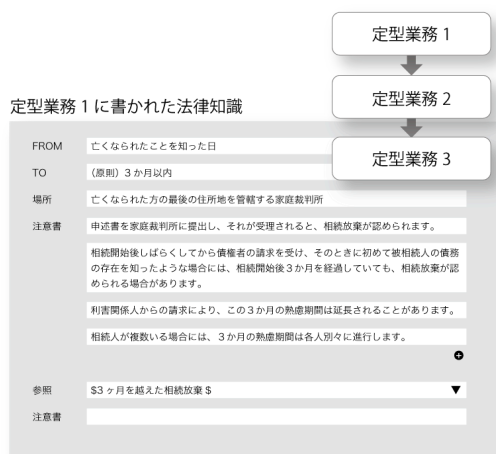 定型業務 1
定型業務 2
定型業務 3
定型業務 1 に書かれた法律知識
FROM 亡くなられたことを知った日
TO (原則) 3 か月以内
場所 亡くなられた方の最後の住所地を管轄する家庭裁判所
注意書 申述書を家庭裁判所に提出し、それが受理されると、相続放棄が認められます。
相続開始後しばらくしてから債権者の請求を受け、そのときに初めて被相続人の債務
の存在を知ったような場合には、相続開始後３か月を経過していても、相続放棄が認
められる場合があります。
利害関係人からの請求により、この３か月の熟慮期間は延長されることがあります。
相続人が複数いる場合には、３か月の熟慮期間は各人別々に進行します。
参照 $3 ヶ月を越えた相続放棄 $
注意書